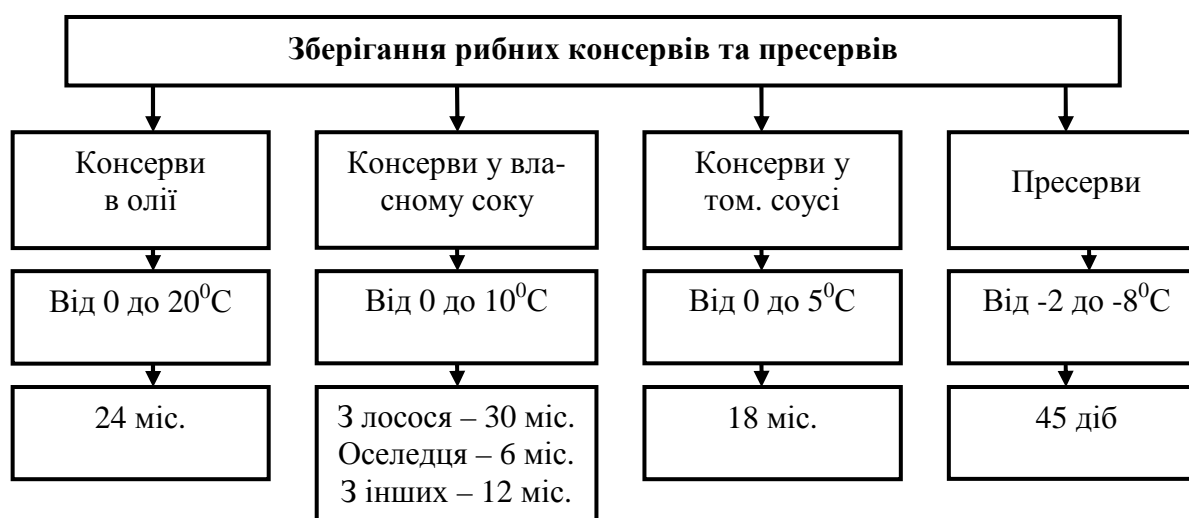 Зберігання рибних консервів та пресервів
Консерви
в олії
Консерви у вла-
сному соку
Консерви у
том. соусі
Пресерви
Від 0 до 20⁰С
Від 0 до 10⁰С
Від 0 до 5⁰С
Від -2 до -8⁰С
24 міс.
З лосося – 30 міс.
Оселедця – 6 міс.
З інших – 12 міс.
18 міс.
45 діб